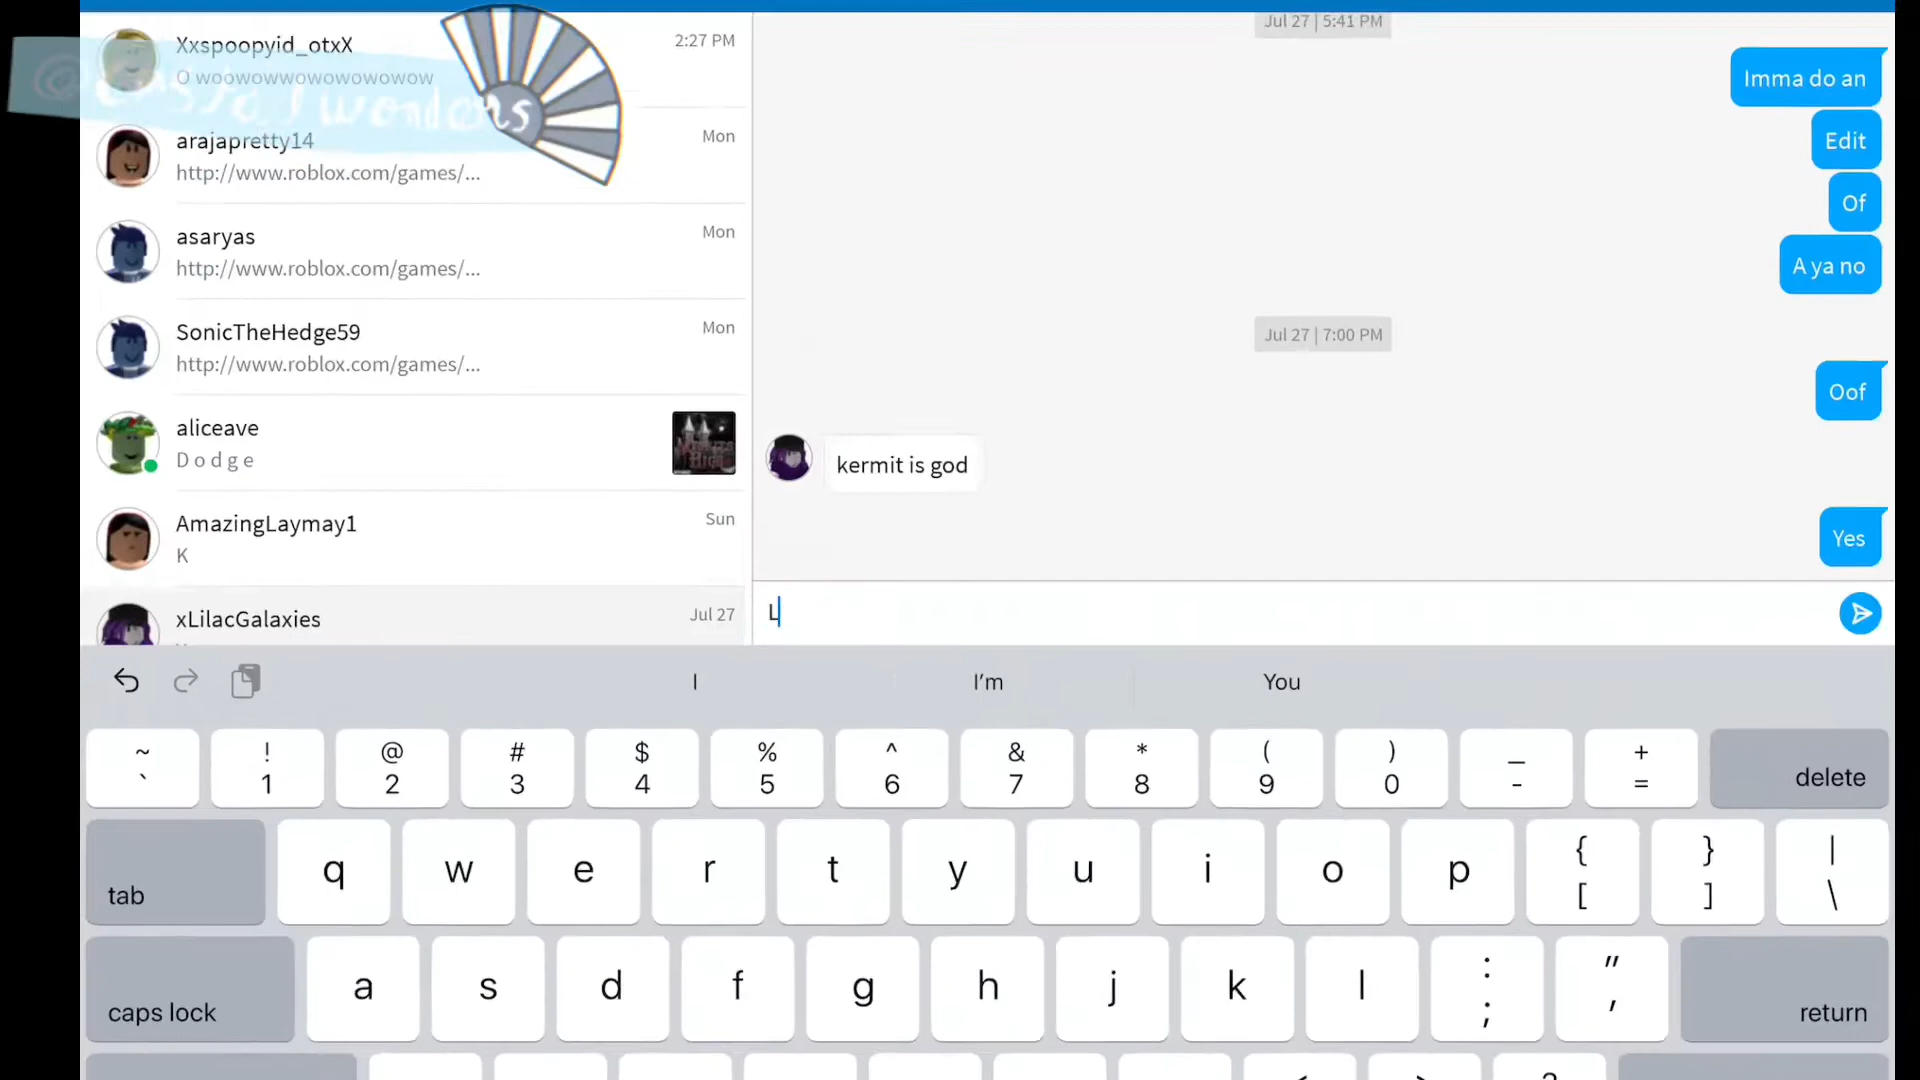 Xxspoopyid_otxX
2:27 PM
O woowowwowowowowow
arajapretty14
Mon
http://www.roblox.com/games/...
asaryas
Mon
http://www.roblox.com/games/...
SonicTheHedge59
Mon
http://www.roblox.com/games/...
aliceave
D o d g e
AmazingLaymay1
Sun
K
xLilacGalaxies
Jul 27
Jul 27 | 5:41 PM
Imma do an
Edit
Of
A ya no
Jul 27 | 7:00 PM
Oof
kermit is god
Yes
L
I
I'm
You
~ ! @ # $ % ^ & * ( ) _ +
` 1 2 3 4 5 6 7 8 9 0 - =
delete
tab
q w e r t y u i o p
{ } |
[ ] \
caps lock
a s d f g h j k l
: "
; '
return
< > ?